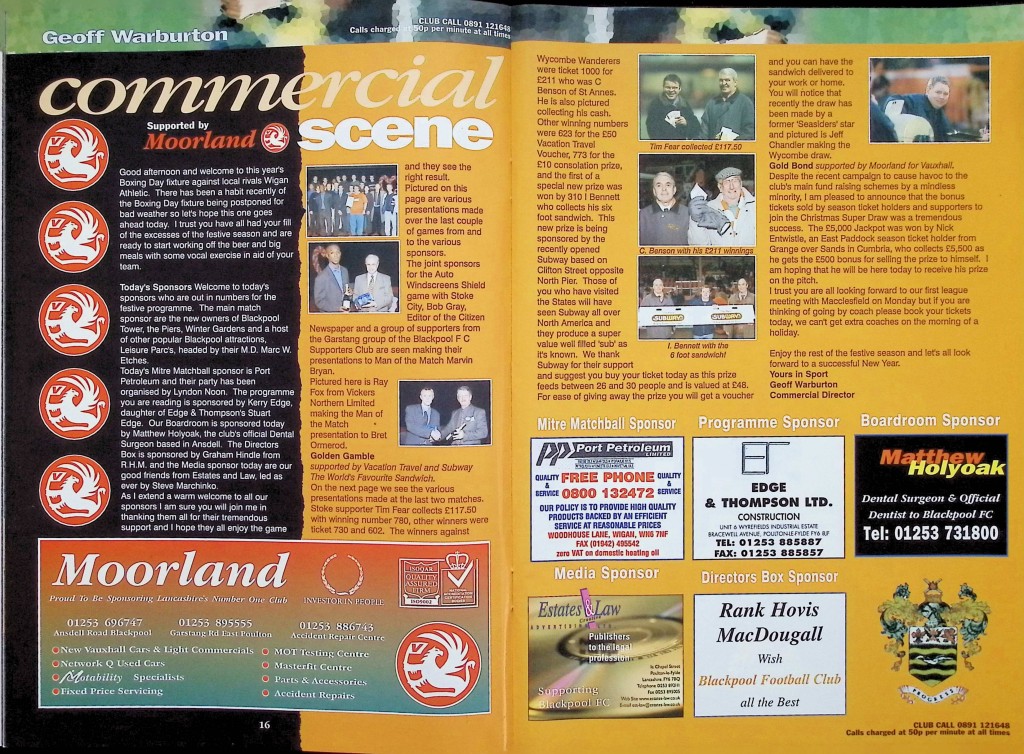 Geoff Warburton
CLUB CALL 0891 121648
Calls charged at 50p per minute at all times
commercial
scene
Supported by
Moorland
Good afternoon and welcome to this year's
Boxing Day fixture against local rivals Wigan
Athletic. There has been a habit recently of
the Boxing Day fixture being postponed for
bad weather so let's hope this one goes
ahead today. I trust you have all had your fill
of the excesses of the festive season and are
ready to start working off the beer and big
meals with some vocal exercise in aid of your
team.
Today's Sponsors Welcome to today's
sponsors who are out in numbers for the
festive programme. The main match
sponsor are the new owners of Blackpool
Tower, the Piers, Winter Gardens and a host
of other popular Blackpool attractions,
Leisure Parc's, headed by their M.D. Marc W.
Etches.
Today's Mitre Matchball sponsor is Port
Petroleum and their party has been
organised by Lyndon Noon. The programme
you are reading is sponsored by Kerry Edge,
daughter of Edge & Thompson's Stuart
Edge. Our Boardroom is sponsored today
by Matthew Holyoak, the club's official Dental
Surgeon based in Ansdell. The Directors
Box is sponsored by Graham Hindle from
R.H.M. and the Media sponsor today are our
good friends from Estates and Law, led as
ever by Steve Marchinko.
As I extend a warm welcome to all our
sponsors I am sure you will join me in
thanking them all for their tremendous
support and I hope they all enjoy the game
and they see the
right result.
Pictured on this
page are various
presentations made
over the last couple
of games from and
to the various
sponsors.
The joint sponsors
for the Auto
Windscreens Shield
game with Stoke
City, Bob Gray,
Editor of the Citizen
Newspaper and a group of supporters from
the Garstang group of the Blackpool F C
Supporters Club are seen making their
presentations to Man of the Match Marvin
Bryan.
Pictured here is Ray
Fox from Vickers
Northern Limited
making the Man of
the Match
presentation to Bret
Ormerod.
Golden Gamble
supported by Vacation Travel and Subway
The World's Favourite Sandwich.
On the next page we see the various
presentations made at the last two matches.
Stoke supporter Tim Fear collects £117.50
with winning number 780, other winners were
ticket 730 and 602. The winners against
Moorland
Proud To Be Sponsoring Lancashire's Number One Club
INVESTOR IN PEOPLE
ISOQAR
QUALITY
ASSURED
FIRM
ISO9002
01253 696747
Ansdell Road Blackpool
01253 895555
Garstang Rd East Poulton
01253 886743
Accident Repair Centre
New Vauxhall Cars & Light Commercials
Network Q Used Cars
Motability Specialists
Fixed Price Servicing
MOT Testing Centre
Masterfit Centre
Parts & Accessories
Accident Repairs
16
Wycombe Wanderers
were ticket 1000 for
£211 who was C
Benson of St Annes.
He is also pictured
collecting his cash.
Other winning numbers
were 623 for the £50
Vacation Travel
Voucher, 773 for the
£10 consolation prize,
and the first of a
special new prize was
won by 310 I Bennett
who collects his six
foot sandwich. This
new prize is being
sponsored by the
recently opened
Subway based on
Clifton Street opposite
North Pier. Those of
you who have visited
the States will have
seen Subway all over
North America and
they produce a super
value well filled 'sub' as
it's known. We thank
Subway for their support
and suggest you buy your ticket today as this prize
feeds between 26 and 30 people and is valued at £48.
For ease of giving away the prize you will get a voucher
Tim Fear collected £117.50
C. Benson with his £211 winnings
SUBWAY
SUBWAY
I. Bennett with the
6 foot sandwich!
and you can have the
sandwich delivered to
your work or home.
You will notice that
recently the draw has
been made by a
former 'Seasiders' star
and pictured is Jeff
Chandler making the
Wycombe draw.
Gold Bond supported by Moorland for Vauxhall.
Despite the recent campaign to cause havoc to the
club's main fund raising schemes by a mindless
minority, I am pleased to announce that the bonus
tickets sold by season ticket holders and supporters to
join the Christmas Super Draw was a tremendous
success. The £5,000 Jackpot was won by Nick
Entwistle, an East Paddock season ticket holder from
Grange over Sands in Cumbria, who collects £5,500 as
he gets the £500 bonus for selling the prize to himself. I
am hoping that he will be here today to receive his prize
on the pitch.
I trust you are all looking forward to our first league
meeting with Macclesfield on Monday but if you are
thinking of going by coach please book your tickets
today, we can't get extra coaches on the morning of a
holiday.
Enjoy the rest of the festive season and let's all look
forward to a successful New Year.
Yours in Sport
Geoff Warburton
Commercial Director
Mitre Matchball Sponsor
Port Petroleum
LIMITED
QUALITY & SERVICE
FREE PHONE
0800 132472
QUALITY & SERVICE
OUR POLICY IS TO PROVIDE HIGH QUALITY
PRODUCTS BACKED BY AN EFFICIENT
SERVICE AT REASONABLE PRICES
WOODHOUSE LANE, WIGAN, WN6 7NF
FAX (01942) 495542
zero VAT on domestic heating oil
Programme Sponsor
EDGE
& THOMPSON LTD.
CONSTRUCTION
UNIT 6 WYREFIELDS INDUSTRIAL ESTATE
BRACEWELL AVENUE, POULTON-LE-FYLDE FY6 8LF
TEL: 01253 885887
FAX: 01253 885857
Boardroom Sponsor
Matthew
Holyoak
Dental Surgeon & Official
Dentist to Blackpool FC
Tel: 01253 731800
Media Sponsor
Estates & Law
Publishers
to the legal
profession
Supporting
Blackpool FC
Directors Box Sponsor
Rank Hovis
MacDougall
Wish
Blackpool Football Club
all the Best
PROGRESS
CLUB CALL 0891 121648
Calls charged at 50p per minute at all times